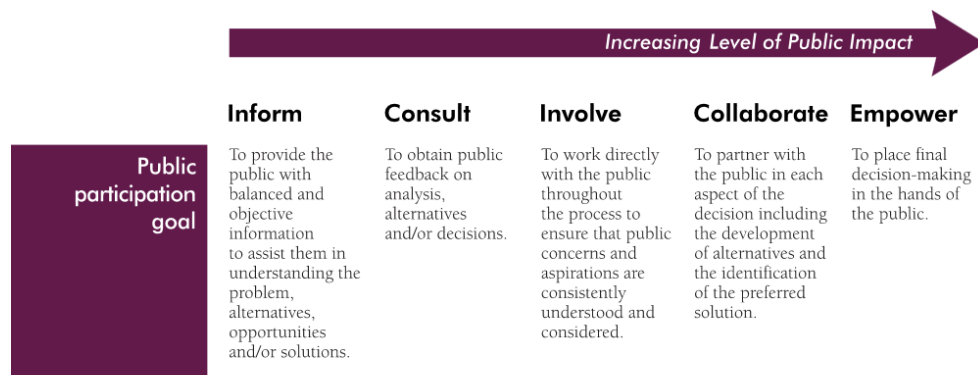 Increasing Level of Public Impact
Inform
Consult
Involve
Collaborate
Empower
Public
participation
goal
To provide the
public with
balanced and
objective
information
to assist them in
understanding the
problem,
alternatives,
opportunities
and/or solutions.
To obtain public
feedback on
analysis,
alternatives
and/or decisions.
To work directly
with the public
throughout
the process to
ensure that public
concerns and
aspirations are
consistently
understood and
considered.
To partner with
the public in each
aspect of the
decision including
the development
of alternatives and
the identification
of the preferred
solution.
To place final
decision-making
in the hands of
the public.